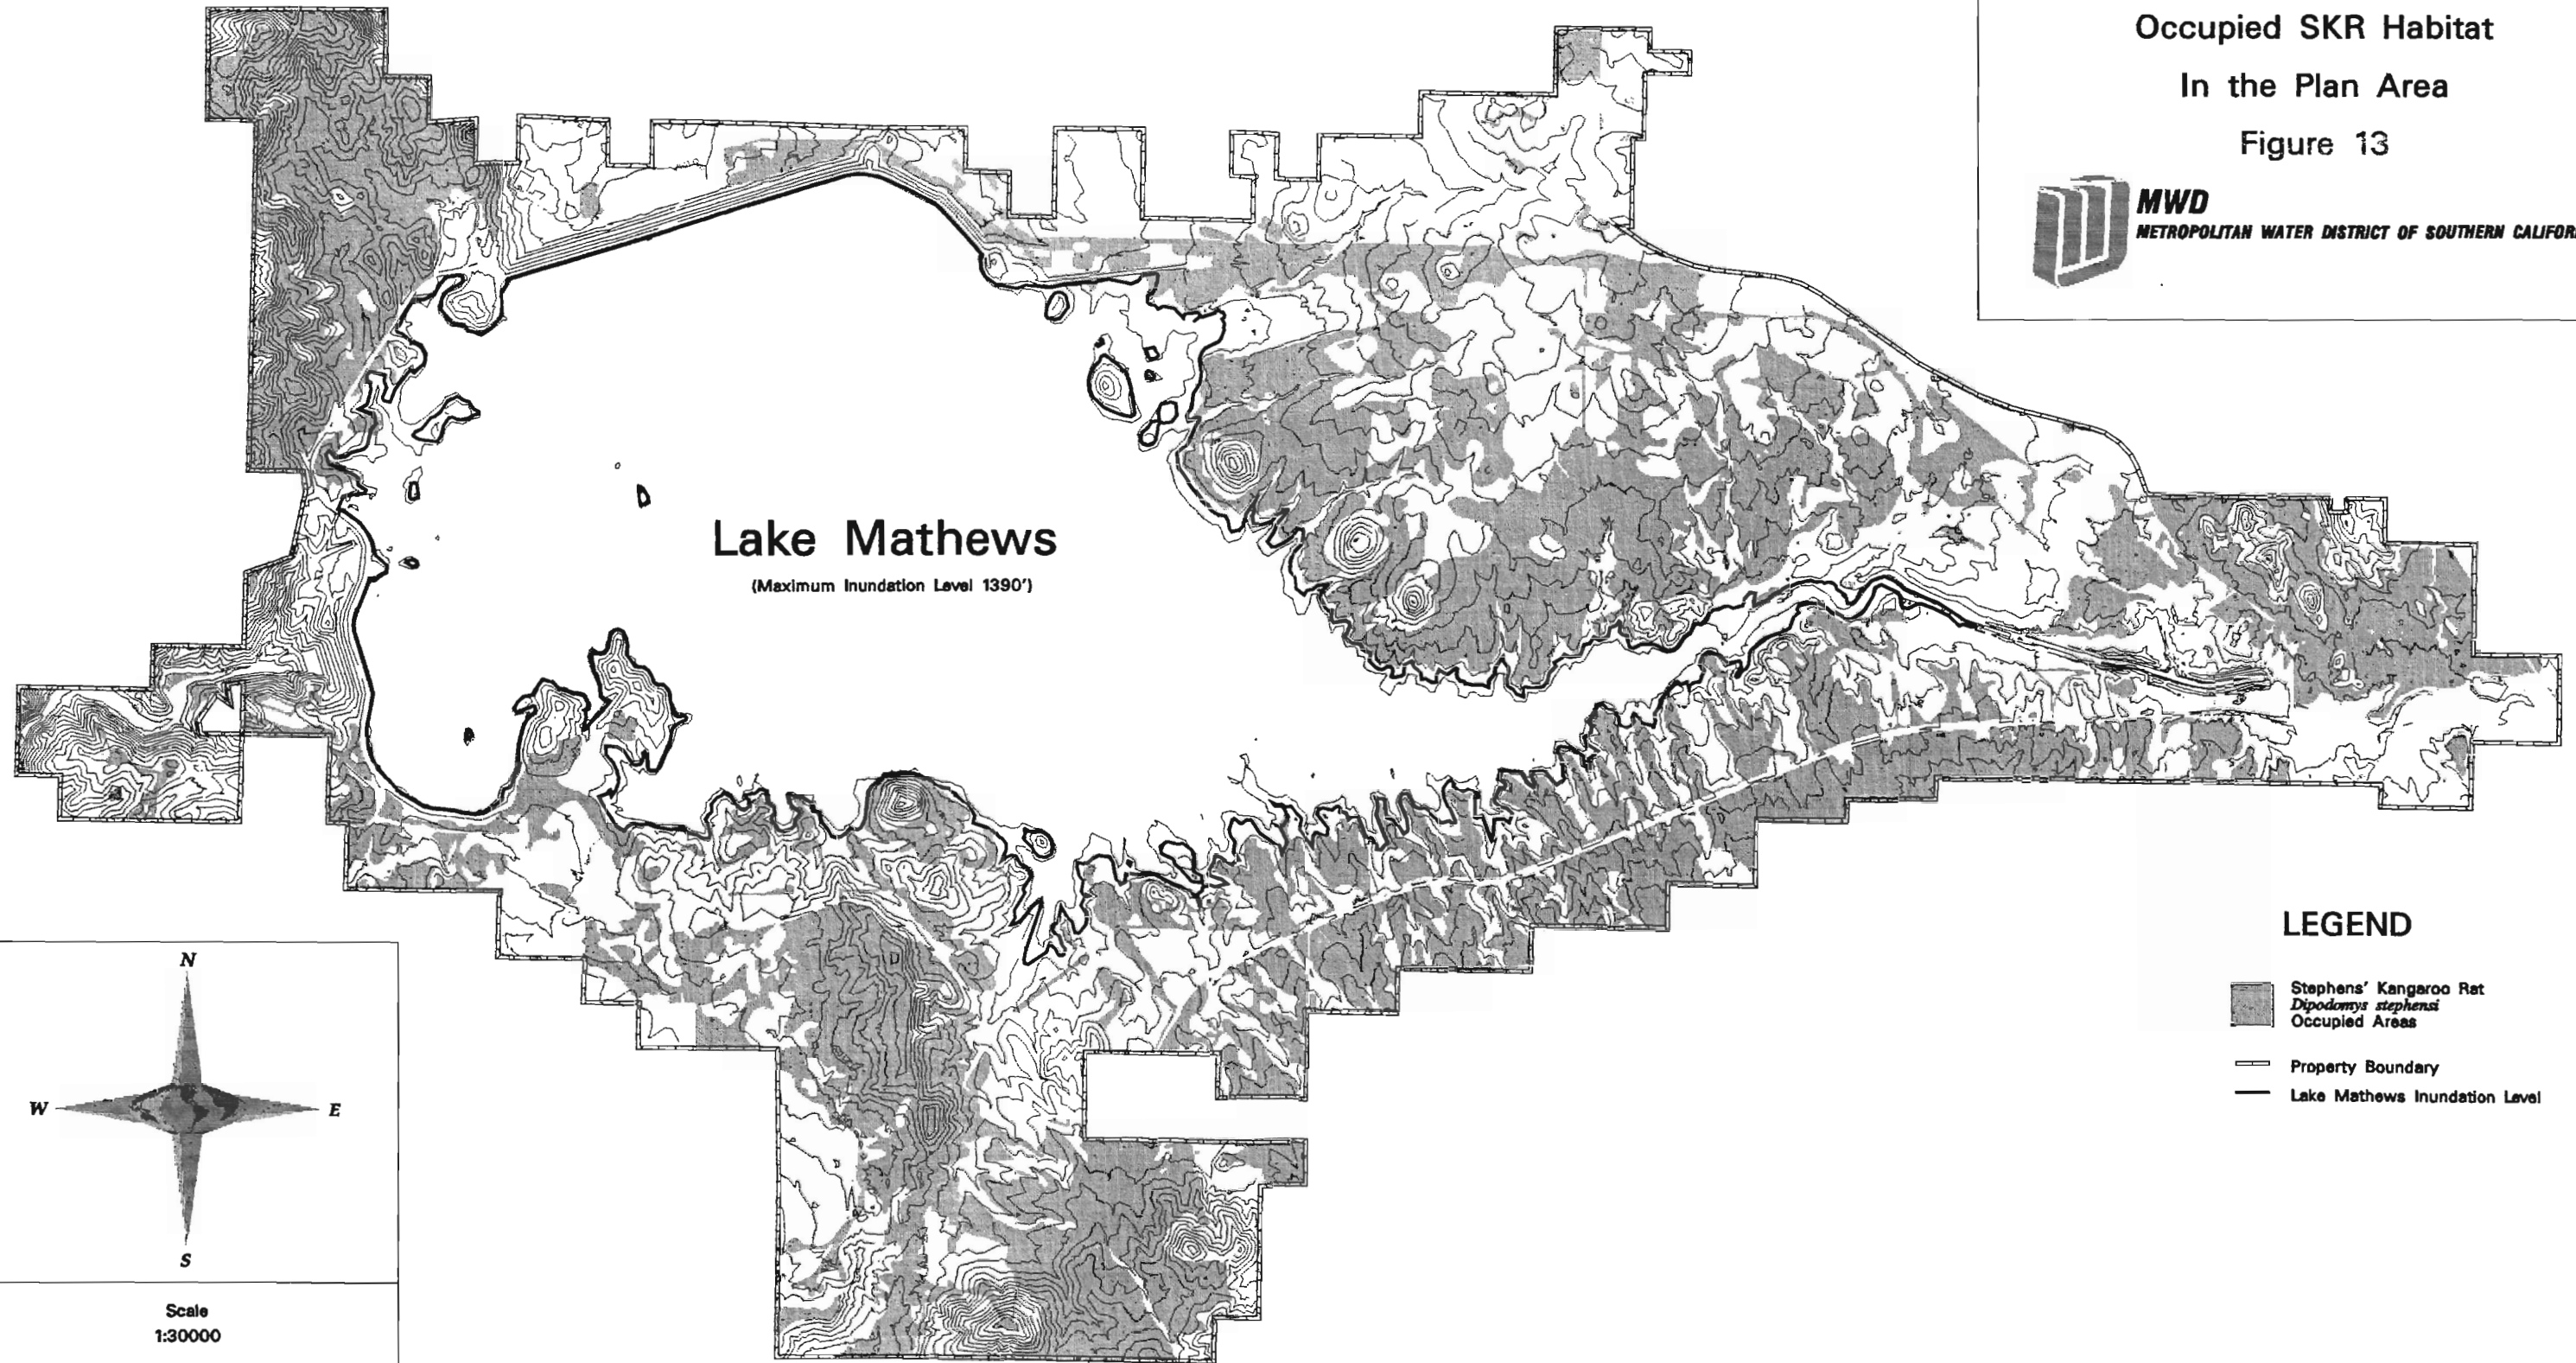 Occupied SKR Habitat
In the Plan Area
Figure 13
MWD
METROPOLITAN WATER DISTRICT OF SOUTHERN CALIFOR
Lake Mathews
(Maximum Inundation Level 1390')
LEGEND
Stephens' Kangaroo Rat
Dipodomys stephensi
Occupied Areas
Property Boundary
Lake Mathews Inundation Level
N
W
E
S
Scale
1:30000